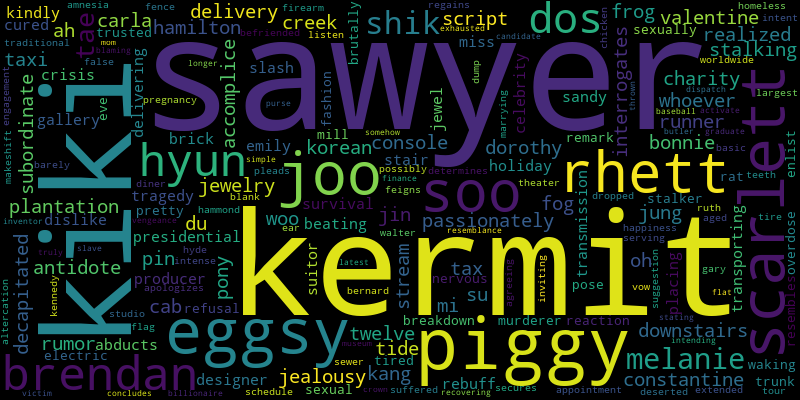 kindly
amnesia
carla
cured
ah
trusted
tae
fence
delivery
firearm
creek
script
hamilton
listen
befriended
brutally
shik
miss
exhausted
candidate
dos
frog
chicken
sexually
valentine
realized
homeless
intent
stalking
worldwide
traditional
mom
blaming
taxi
false
crisis
eve
longer
slash
fashion
sawyer
dump
celebrity
sandy
interrogates
thrown
charity
dispatch
largest
whoever
baseball
activate
engagement
makeshift
subordinate
gallery
pregnancy
delivering
accomplice
purse
brick
mill
emily
korean
somehow
console
stair
jewel
marrying
dorothy
remark
holiday
runner
butler
graduate
bonnie
basic
enlist
scarlett
barely
ki ki
hyun
simple
pleads
possibly
finance
feigns
joo
determines
theater
rhett
dropped
rat
teeth
stalker
plantation
diner
tragedy
jewelry
blank
survival
soo
inventor
dislike
pretty
hammond
vengeance
du
woo
ear
beating
jin
walter
resemblance
passionately
fog
transmission
jung
happiness
serving
ruth
aged
tire
overdose
truly
slave
presidential
hyde
intense
decapitated
antidote
pin
pony
suitor
kermit
stream
tax
nervous
agreeing
inviting
oh
gary
suggestion
placing
transporting
producer
apologizes
latest
bernard
su
mi
pose
vow
flat
resembles
kennedy
studio
cab
refusal
flag
altercation
rumor
abducts
eggsy
twelve
breakdown
murderer
reaction
stating
downstairs
intending
electric
museum
tide
piggy
melanie
waking
brendan
designer
jealousy
sewer
tired
kang
rebuff
constantine
trunk
victim
concludes
billionaire
schedule
sexual
crown
suffered
recovering
secures
appointment
deserted
extended
tour